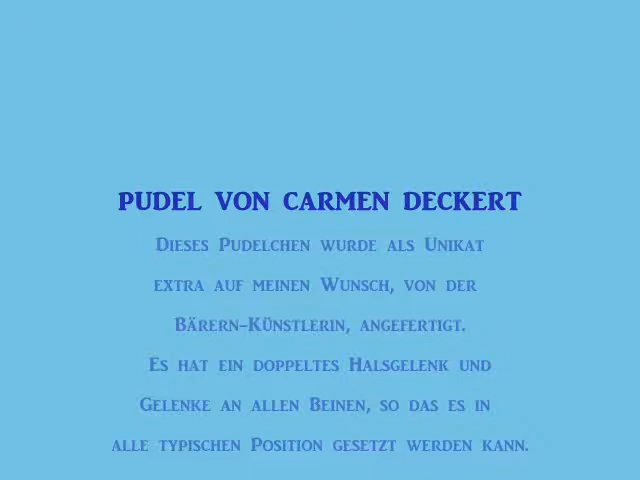 PUDEL VON CARMEN DECKERT
Dieses Pudelchen wurde als Unikat
extra auf meinen Wunsch, von der
Bärern-Künstlerin, angefertigt.
Es hat ein doppeltes Halsgelenk und
Gelenke an allen Beinen, so das es in
alle typischen Position gesetzt werden kann.